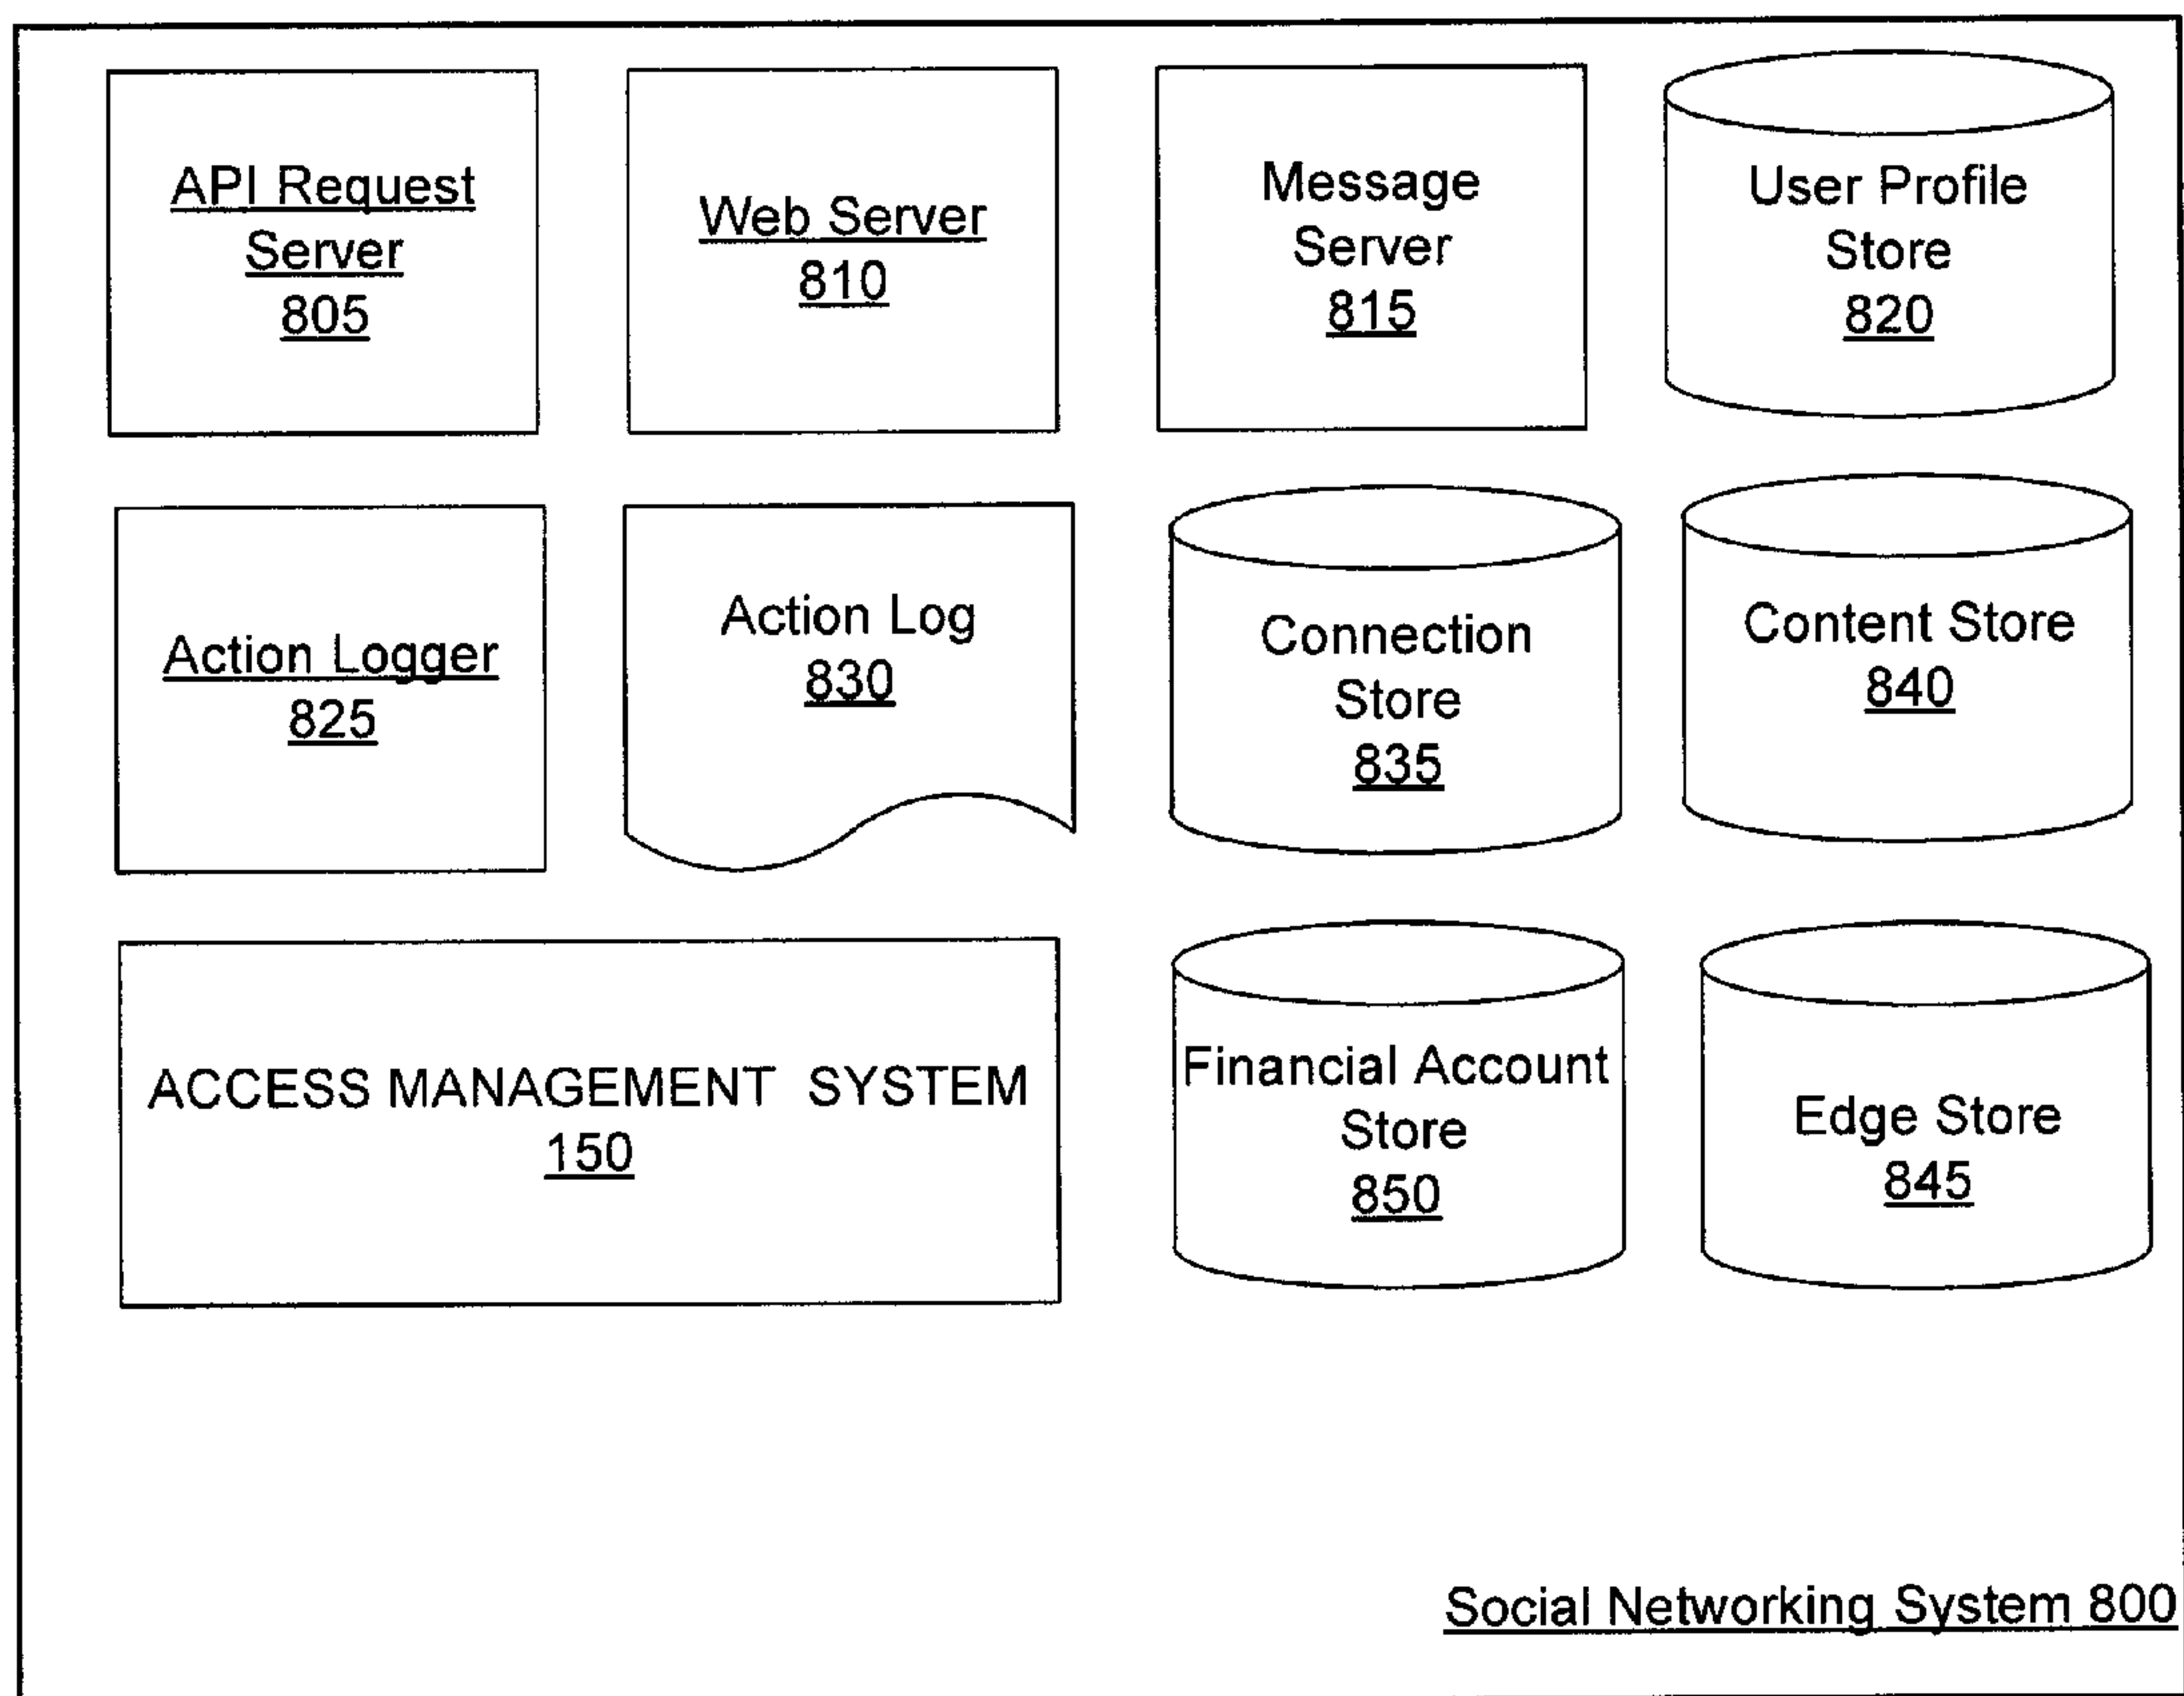 API Request
Server
805
Web Server
810
Message
Server
815
User Profile
Store
820
Action Logger
825
Action Log
830
Connection
Store
835
Content Store
840
ACCESS MANAGEMENT SYSTEM
150
Financial Account
Store
850
Edge Store
845
Social Networking System 800